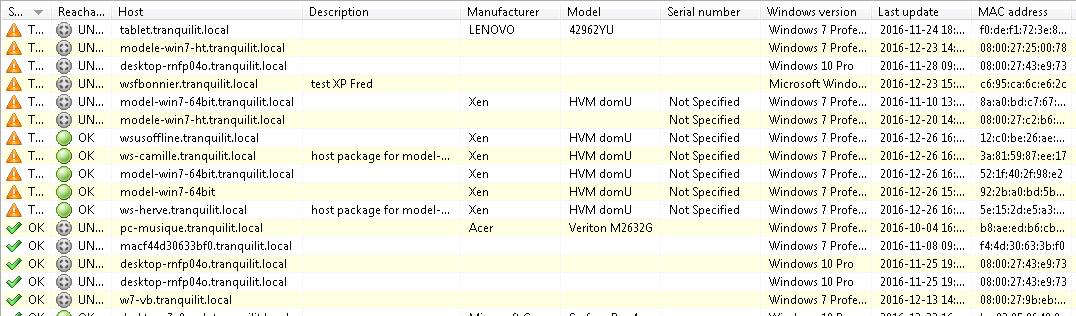 S... Reacha... Host Description Manufacturer Model Serial number Windows version Last update MAC address
T... UN... tablet.tranquilit.local LENOVO 42962YU Windows 7 Profe... 2016-11-24 18:... f0:de:f1:72:3e:8...
T... UN... modele-win7-ht.tranquilit.local Windows 7 Profe... 2016-12-23 14:... 08:00:27:25:00:78
T... UN... desktop-rnfp04o.tranquilit.local Windows 10 Pro 2016-11-28 09:... 08:00:27:43:e9:73
T... UN... wsfbonnier.tranquilit.local test XP Fred Microsoft Windo... 2016-12-23 15:... c6:95:ca:6c:e6:2c
T... UN... model-win7-64bit.tranquilit.local Xen HVM domU Not Specified Windows 7 Profe... 2016-11-10 13:... 8a:a0:bd:c7:67:...
T... UN... modele-win7-ht.tranquilit.local Not Specified Windows 7 Profe... 2016-12-20 14:... 08:00:27:c2:b6:...
T... OK wsusoffline.tranquilit.local Xen HVM domU Not Specified Windows 7 Profe... 2016-12-26 16:... 12:c0:be:26:ae:...
T... OK ws-camille.tranquilit.local host package for model-... Xen HVM domU Not Specified Windows 7 Profe... 2016-12-26 16:... 3a:81:59:87:ee:17
T... OK model-win7-64bit.tranquilit.local Xen HVM domU Not Specified Windows 7 Profe... 2016-12-26 16:... 52:1f:40:2f:98:e2
T... OK model-win7-64bit Xen HVM domU Not Specified Windows 7 Profe... 2016-12-26 15:... 92:2b:a0:bd:5b...
T... OK ws-herve.tranquilit.local host package for model-... Xen HVM domU Not Specified Windows 7 Profe... 2016-12-26 16:... 5e:15:2d:e5:a3:...
OK UN... pc-musique.tranquilit.local Acer Veriton M2632G Windows 7 Profe... 2016-10-04 16:... b8:ae:ed:b6:cb...
OK UN... macf44d30633bf0.tranquilit.local Windows 7 Profe... 2016-11-08 09:... f4:4d:30:63:3b:f0
OK UN... desktop-rnfp04o.tranquilit.local Windows 10 Pro 2016-11-25 19:... 08:00:27:43:e9:73
OK UN... desktop-rnfp04o.tranquilit.local Windows 10 Pro 2016-11-25 19:... 08:00:27:43:e9:73
OK UN... w7-vb.tranquilit.local Windows 7 Profe... 2016-12-13 14:... 08:00:27:9b:eb:...